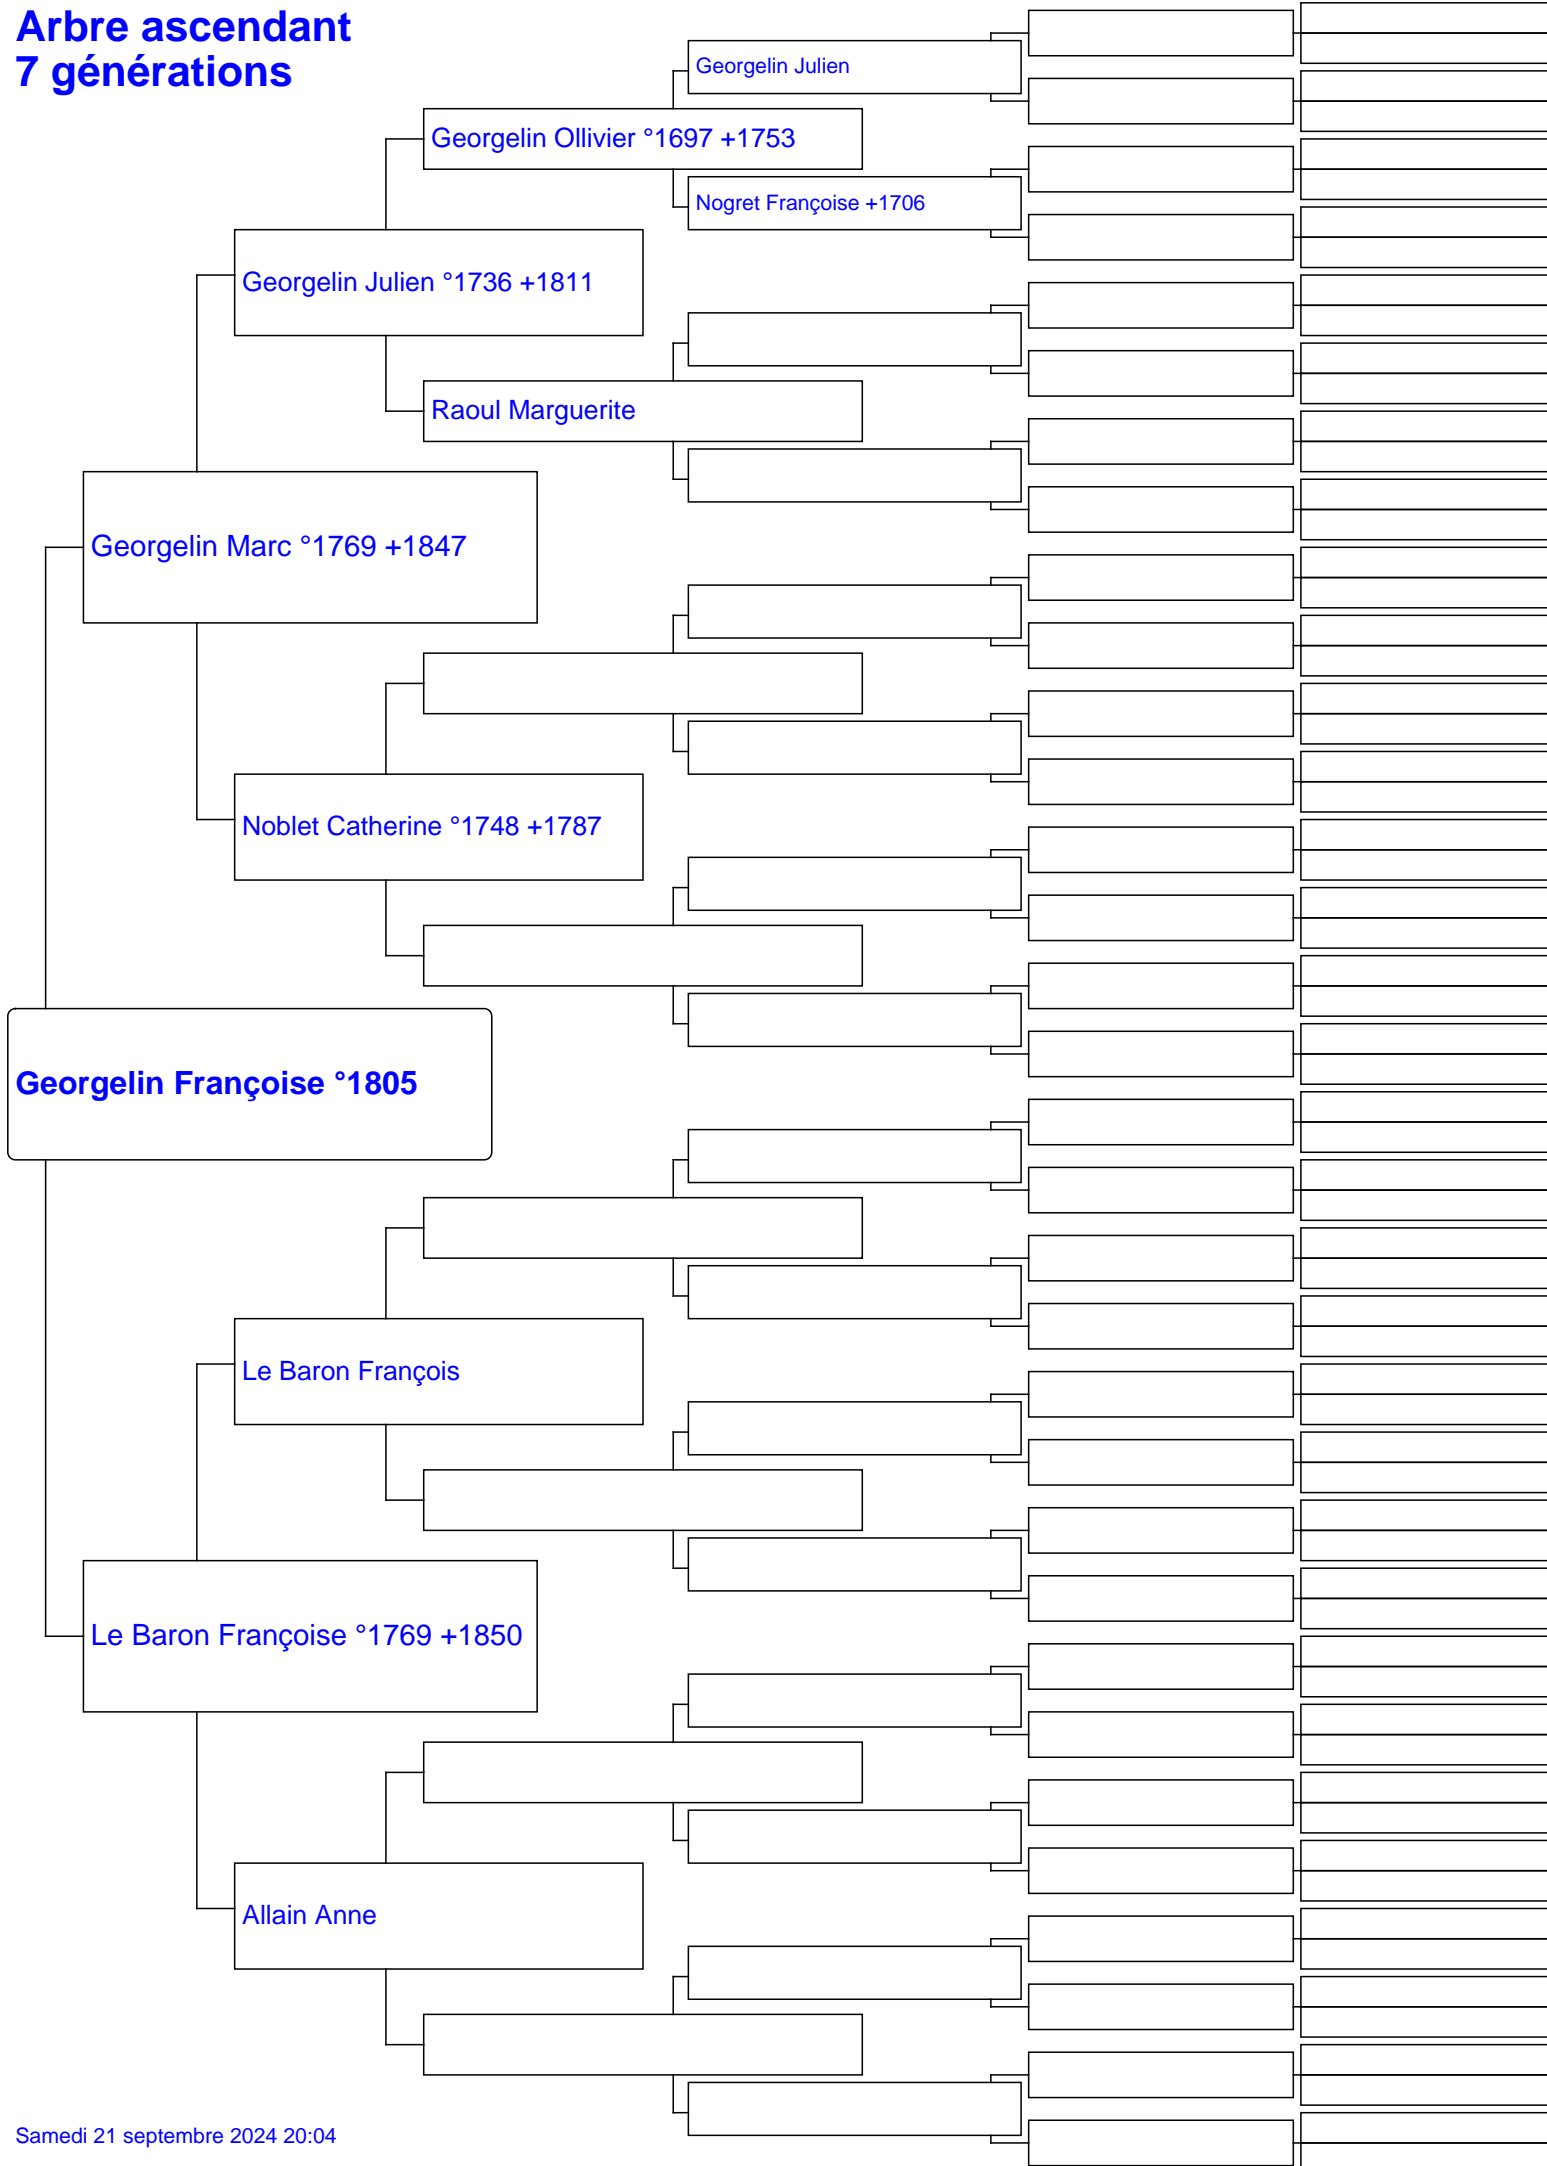 Arbre ascendant
7 générations
Georgelin Julien
Georgelin Ollivier °1697 +1753
Nogret Françoise +1706
Georgelin Julien °1736 +1811
Raoul Marguerite
Georgelin Marc °1769 +1847
Noblet Catherine °1748 +1787
Georgelin Françoise °1805
Le Baron François
Le Baron Françoise °1769 +1850
Allain Anne
Samedi 21 septembre 2024 20:04